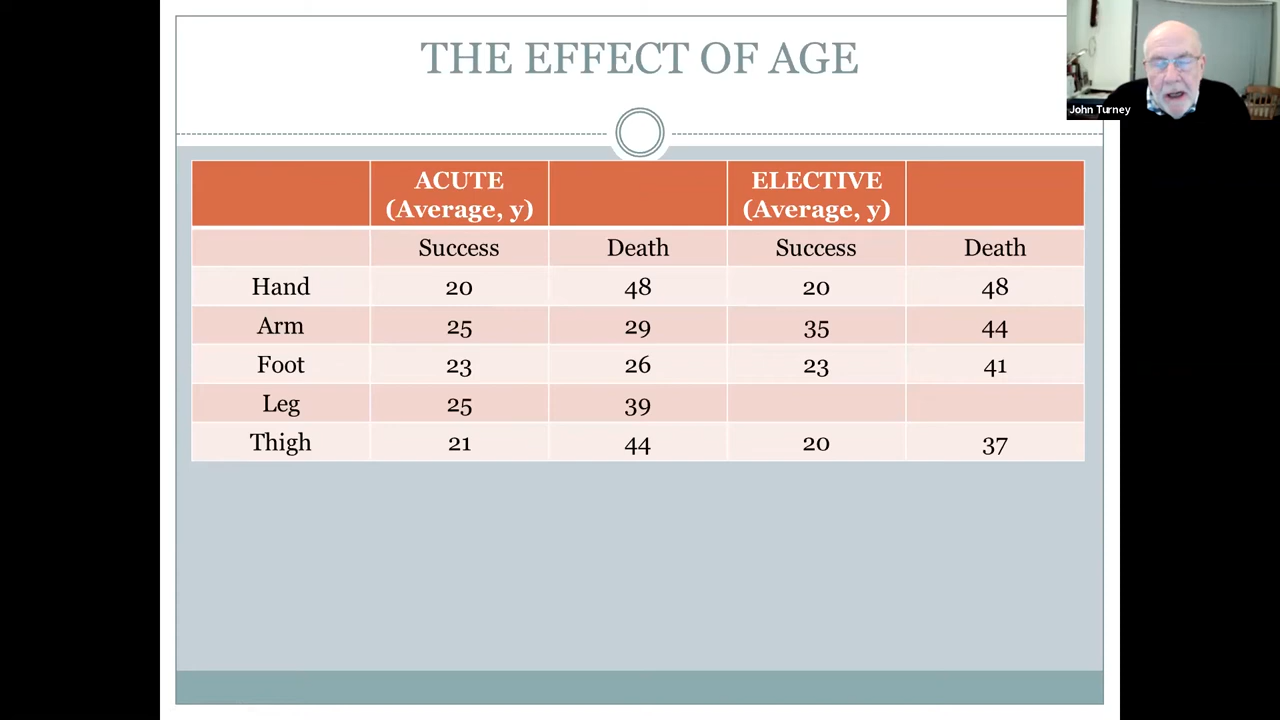 THE EFFECT OF AGE
John Turney
ACUTE (Average, y) ELECTIVE (Average, y)
Success Death Success Death
Hand 20 48 20 48
Arm 25 29 35 44
Foot 23 26 23 41
Leg 25 39
Thigh 21 44 20 37